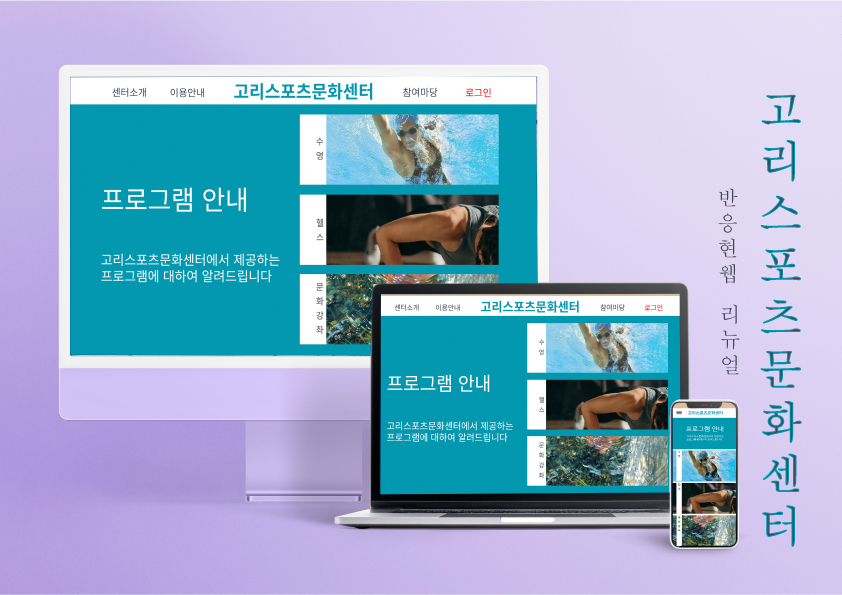 센터소개 이용안내 고리스포츠문화센터 참여마당 로그인
프로그램 안내
고리스포츠문화센터에서 제공하는
프로그램에 대하여 알려드립니다
수영
헬스
문화강좌
센터소개 이용안내 고리스포츠문화센터 참여마당 로그인
프로그램 안내
고리스포츠문화센터에서 제공하는
프로그램에 대하여 알려드립니다
수영
헬스
문화강좌
고리스포츠문화센터
프로그램 안내
고리스포츠문화센터
반응현웹 리뉴얼